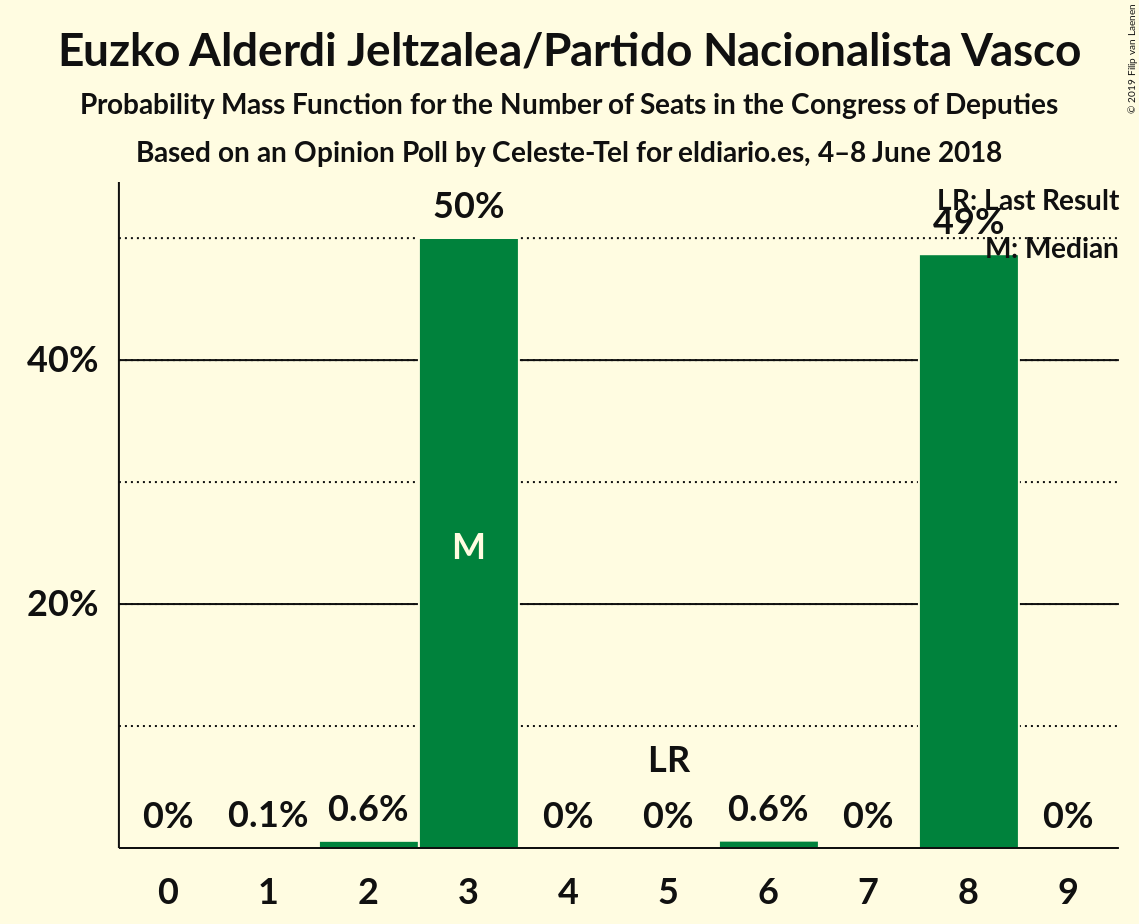 Euzko Alderdi Jeltzalea/Partido Nacionalista Vasco
Probability Mass Function for the Number of Seats in the Congress of Deputies
Based on an Opinion Poll by Celeste-Tel for eldiario.es, 4–8 June 2018
© 2019 Filip van Laenen
LR: Last Result
M: Median
50%
49%
40%
20%
M
LR
0%
0.1%
0.6%
0%
0%
0.6%
0%
0%
0
1
2
3
4
5
6
7
8
9